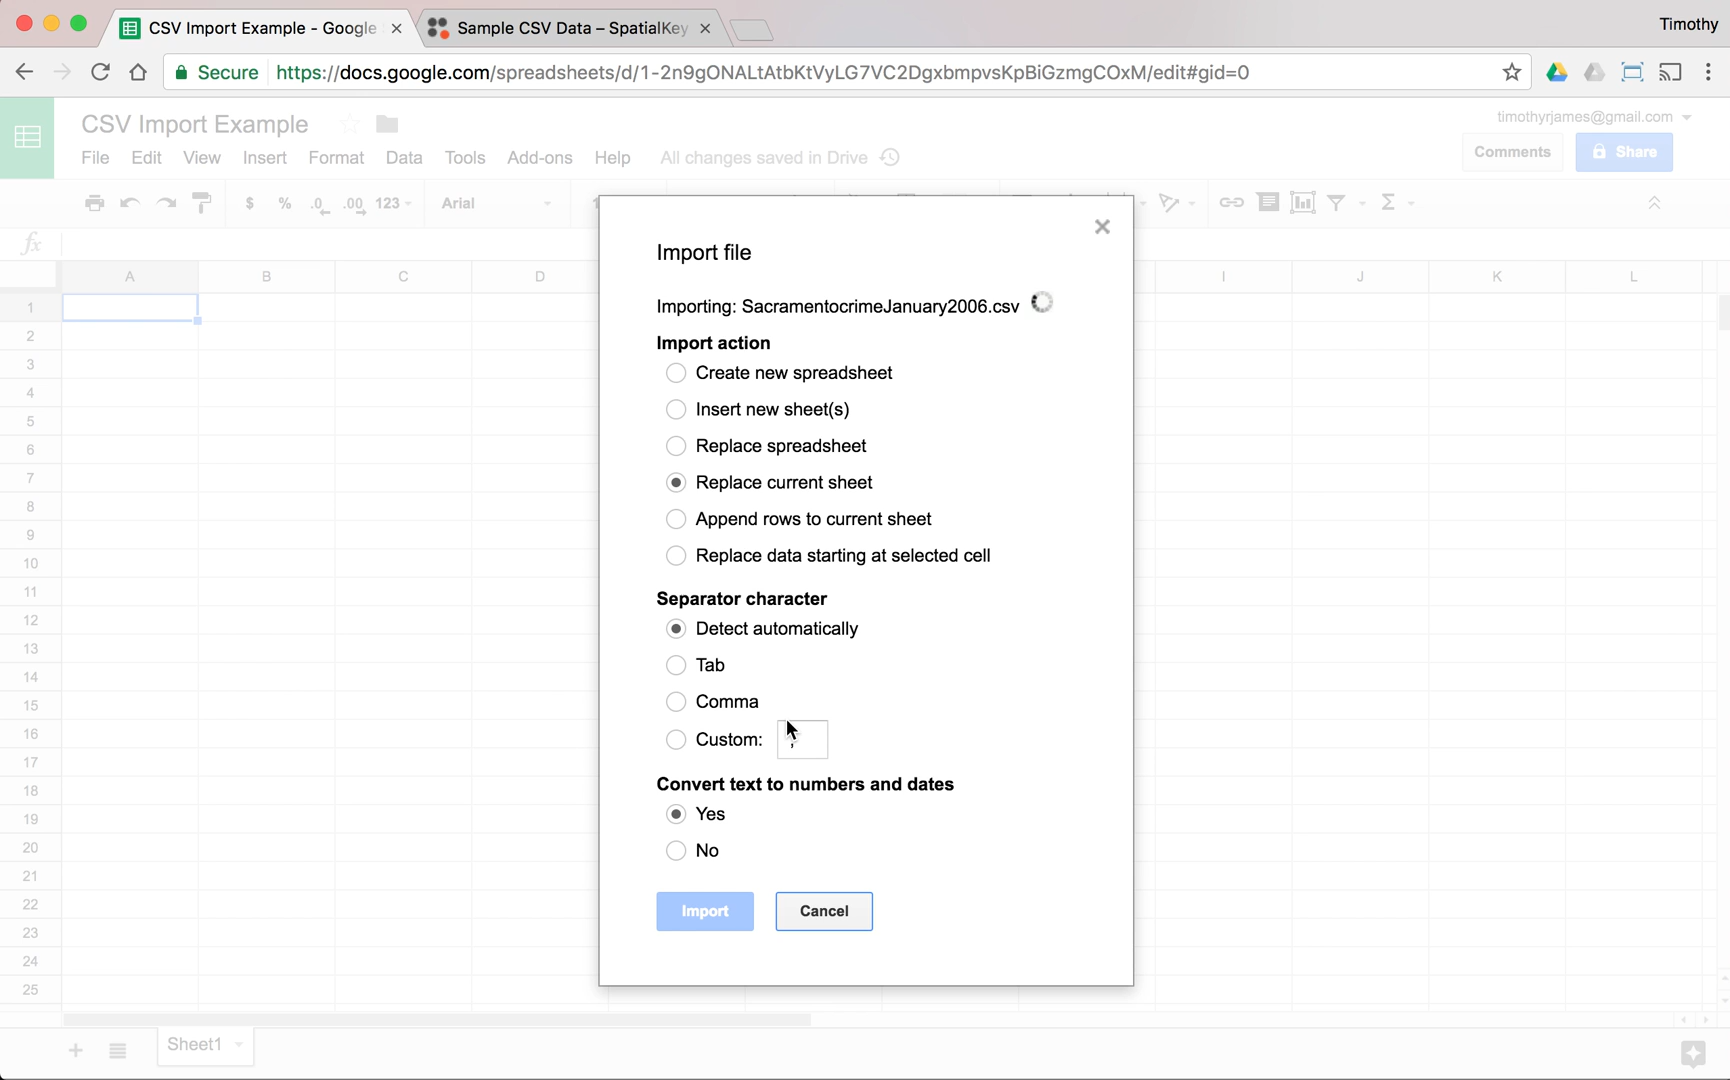 CSV Import Example - Google
Sample CSV Data – SpatialKey
Timothy
Secure
https://docs.google.com/spreadsheets/d/1-2n9gONALtAtbKtVyLG7VC2DgxbmpvsKpBiGzmgCOxM/edit#gid=0
CSV Import Example
timothyrjames@gmail.com
File Edit View Insert Format Data Tools Add-ons Help All changes saved in Drive
Comments
Share
$ % .0 .00 123 Arial
fx
A B C D I J K L
Import file
Importing: SacramentocrimeJanuary2006.csv
Import action
Create new spreadsheet
Insert new sheet(s)
Replace spreadsheet
Replace current sheet
Append rows to current sheet
Replace data starting at selected cell
Separator character
Detect automatically
Tab
Comma
Custom: ,
Convert text to numbers and dates
Yes
No
Import Cancel
1
2
3
4
5
6
7
8
9
10
11
12
13
14
15
16
17
18
19
20
21
22
23
24
25
Sheet1